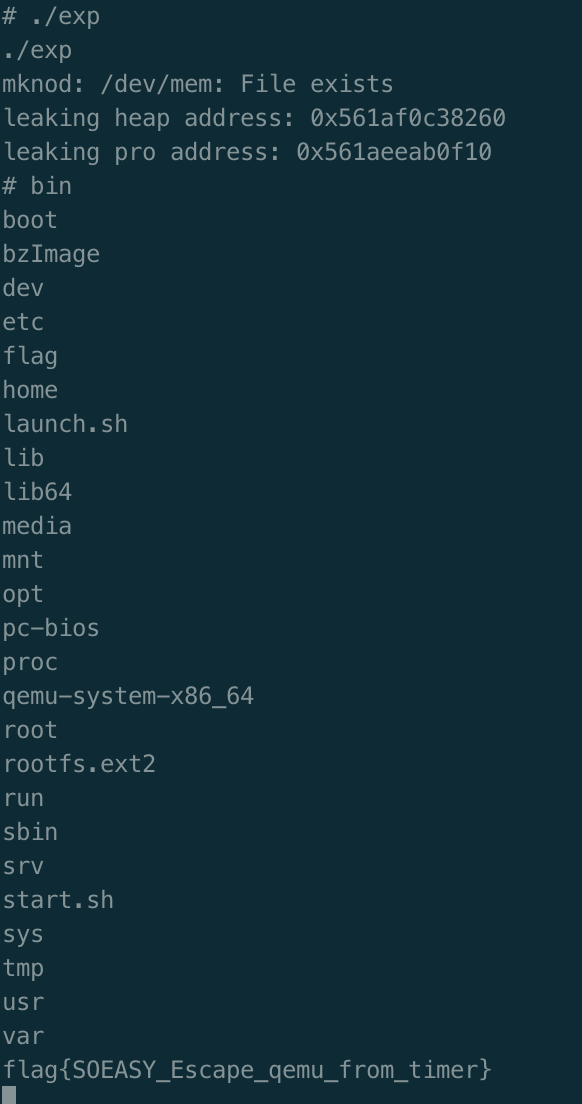 # ./exp
./exp
mknod: /dev/mem: File exists
leaking heap address: 0x561af0c38260
leaking pro address: 0x561aeeab0f10
# bin
boot
bzImage
dev
etc
flag
home
launch.sh
lib
lib64
media
mnt
opt
pc-bios
proc
qemu-system-x86_64
root
rootfs.ext2
run
sbin
srv
start.sh
sys
tmp
usr
var
flag{SOEASY_Escape_qemu_from_timer}